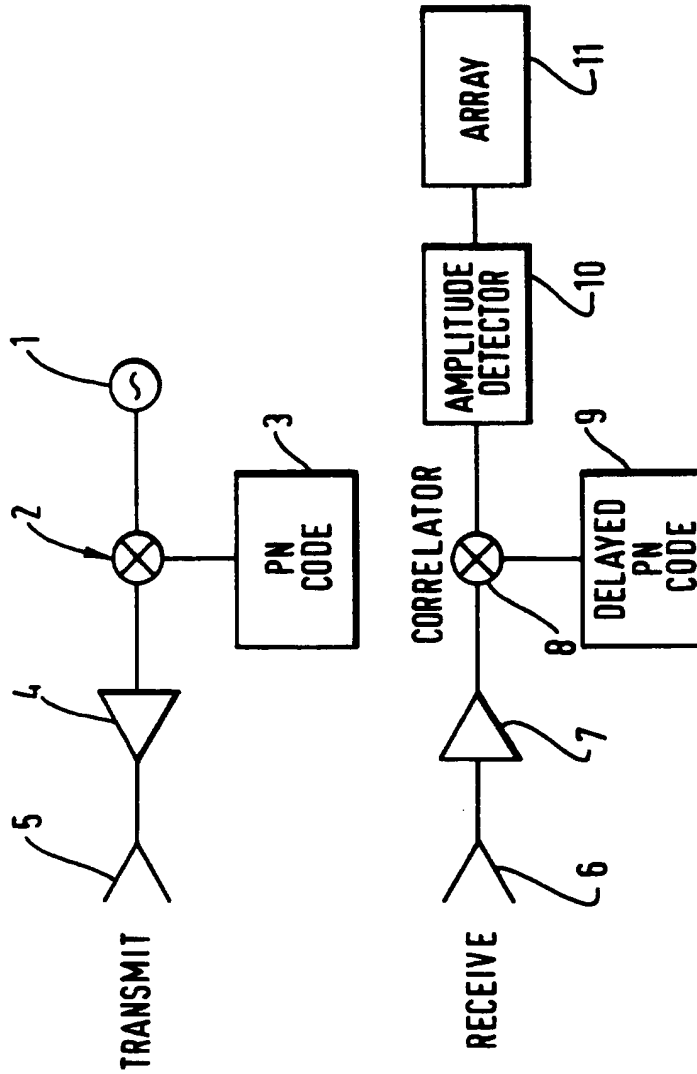 TRANSMIT
5
4
2
1
PN
CODE
3
RECEIVE
6
7
CORRELATOR
8
DELAYED
PN
CODE
9
AMPLITUDE
DETECTOR
10
ARRAY
11